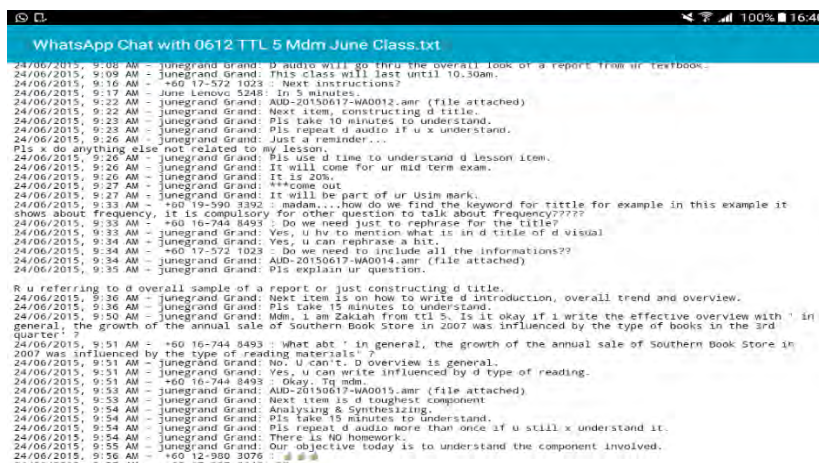 100% 16:46
WhatsApp Chat with 0612 TTL 5 Mdm June Class.txt
24/06/2015, 9:08 AM - junegrand Grand: D audio will go thru the overall look of a report from ur textbook.
24/06/2015, 9:09 AM - junegrand Grand: This class will last until 10.30am.
24/06/2015, 9:16 AM - +60 17-572 1023 : Next instructions?
24/06/2015, 9:17 AM - June Lenovo 5248: In 5 minutes.
24/06/2015, 9:22 AM - junegrand Grand: AUD-20150617-WA0012.amr (file attached)
24/06/2015, 9:22 AM - junegrand Grand: Next item, constructing d title.
24/06/2015, 9:23 AM - junegrand Grand: Pls take 10 minutes to understand.
24/06/2015, 9:23 AM - junegrand Grand: Pls repeat d audio if u x understand.
24/06/2015, 9:26 AM - junegrand Grand: Just a reminder...
Pls x do anything else not related to my lesson.
24/06/2015, 9:26 AM - junegrand Grand: Pls use d time to understand d lesson item.
24/06/2015, 9:26 AM - junegrand Grand: It will come for ur mid term exam.
24/06/2015, 9:26 AM - junegrand Grand: It is 20%.
24/06/2015, 9:27 AM - junegrand Grand: ***come out
24/06/2015, 9:27 AM - junegrand Grand: It will be part of ur Usim mark.
24/06/2015, 9:33 AM - +60 19-590 3392 : madam....how do we find the keyword for tittle for example in this example it
shows about frequency, it is compulsory for other question to talk about frequency?????
24/06/2015, 9:33 AM - +60 16-744 8493 : Do we need just to rephrase for the title?
24/06/2015, 9:33 AM - junegrand Grand: Yes, u hv to mention what is in d title of d visual
24/06/2015, 9:34 AM - junegrand Grand: Yes, u can rephrase a bit.
24/06/2015, 9:34 AM - +60 17-572 1023 : Do we need to include all the informations??
24/06/2015, 9:34 AM - junegrand Grand: AUD-20150617-WA0014.amr (file attached)
24/06/2015, 9:35 AM - junegrand Grand: Pls explain ur question.
R u referring to d overall sample of a report or just constructing d title.
24/06/2015, 9:36 AM - junegrand Grand: Next item is on how to write d introduction, overall trend and overview.
24/06/2015, 9:36 AM - junegrand Grand: Pls take 15 minutes to understand.
24/06/2015, 9:50 AM - junegrand Grand: Mdm, i am Zakiah from ttl 5. Is it okay if i write the effective overview with ' in
general, the growth of the annual sale of Southern Book Store in 2007 was influenced by the type of books in the 3rd
quarter' ?
24/06/2015, 9:51 AM - +60 16-744 8493 : What abt ' in general, the growth of the annual sale of Southern Book Store in
2007 was influenced by the type of reading materials' ?
24/06/2015, 9:51 AM - junegrand Grand: No. U can't. D overview is general.
24/06/2015, 9:51 AM - junegrand Grand: Yes, u can write influenced by d type of reading.
24/06/2015, 9:51 AM - +60 16-744 8493 : Okay. Tq mdm.
24/06/2015, 9:53 AM - junegrand Grand: AUD-20150617-WA0015.amr (file attached)
24/06/2015, 9:53 AM - junegrand Grand: Next item is d toughest component
24/06/2015, 9:54 AM - junegrand Grand: Analysing & Synthesizing.
24/06/2015, 9:54 AM - junegrand Grand: Pls take 15 minutes to understand.
24/06/2015, 9:54 AM - junegrand Grand: Pls repeat d audio more than once if u still x understand it.
24/06/2015, 9:54 AM - junegrand Grand: There is NO homework.
24/06/2015, 9:55 AM - junegrand Grand: Our objective today is to understand the component involved.
24/06/2015, 9:56 AM - +60 12-980 3076 :